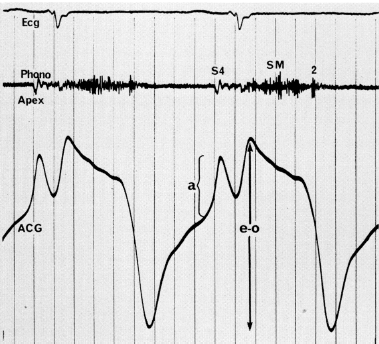 Ecg
Phono
S4 SM 2
Apex
a
e-o
ACG